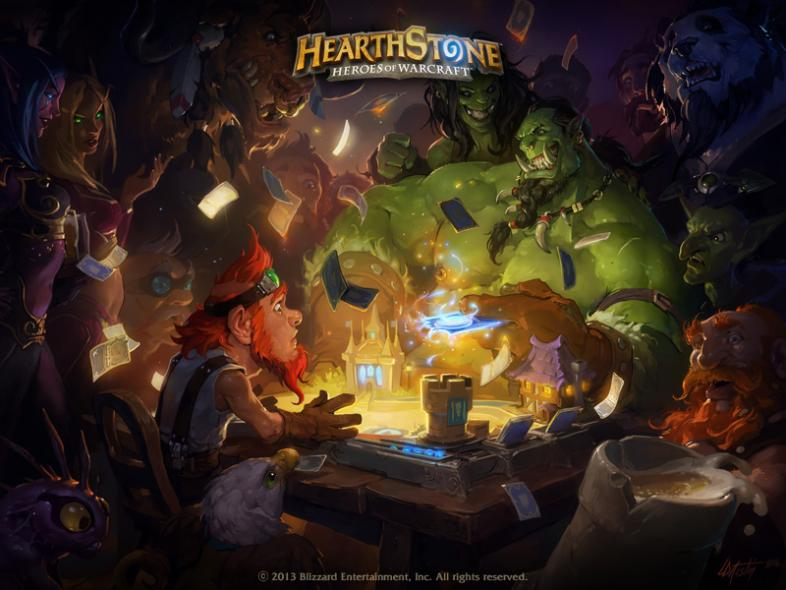 HEARTHSTONE
HEROES OF WARCRAFT
© 2013 Blizzard Entertainment, Inc. All rights reserved.